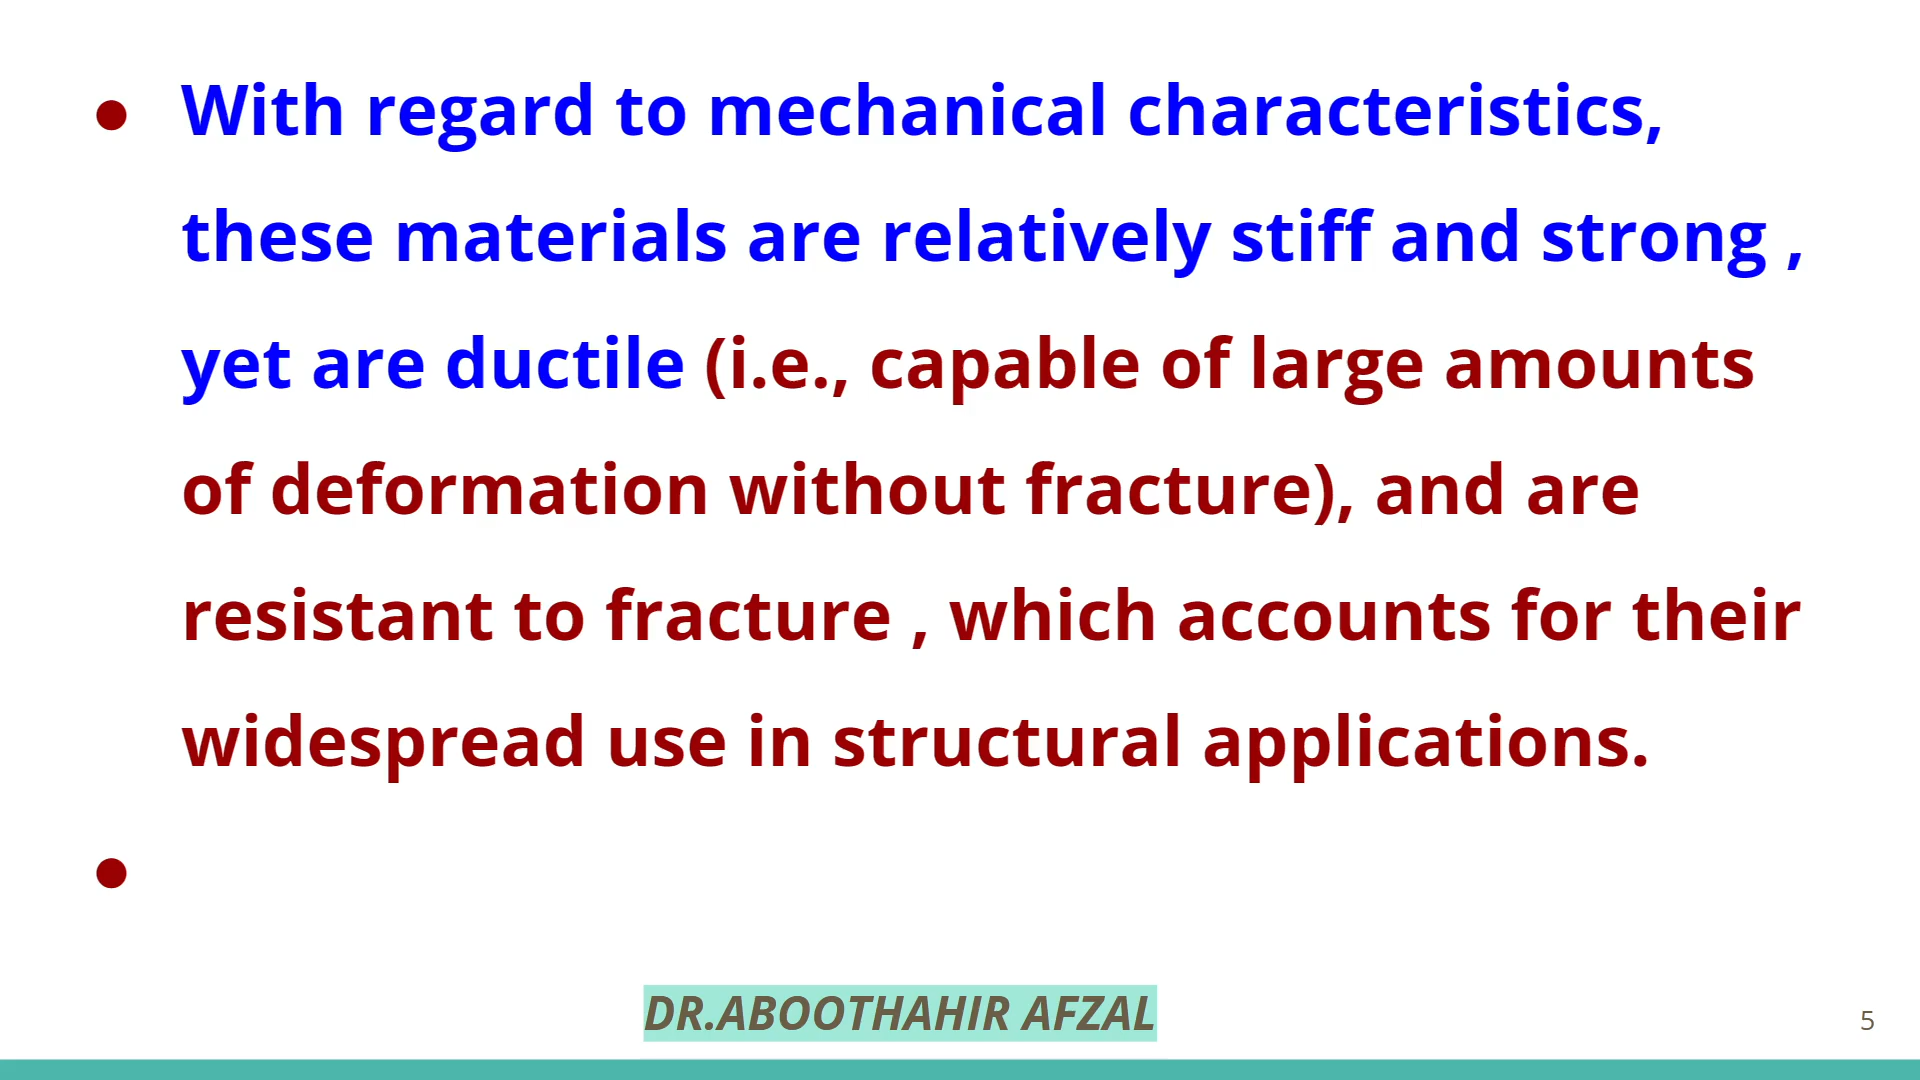 ● With regard to mechanical characteristics,
these materials are relatively stiff and strong ,
yet are ductile (i.e., capable of large amounts
of deformation without fracture), and are
resistant to fracture , which accounts for their
widespread use in structural applications.
●
DR.ABOOTHAHIR AFZAL
5